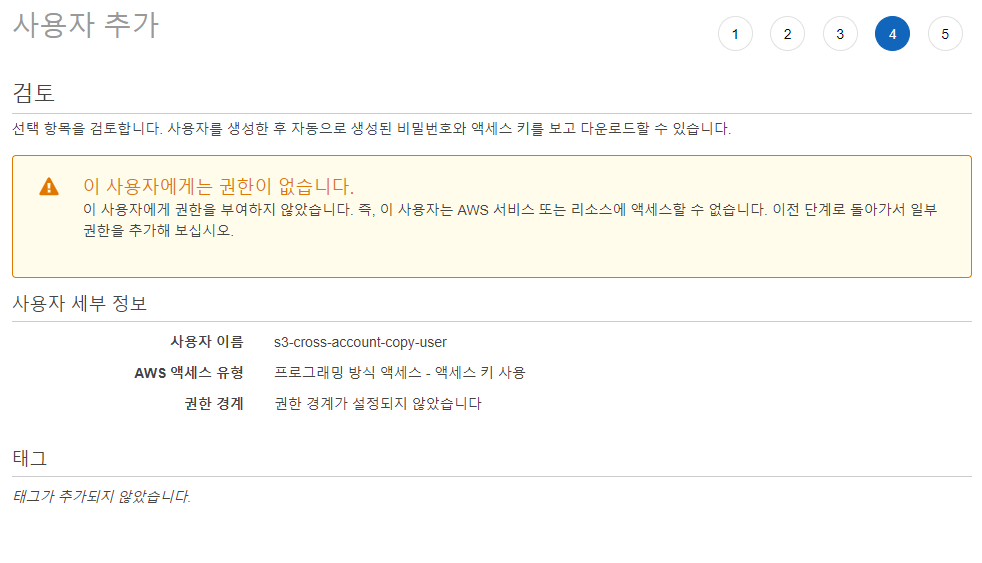 사용자 추가
1 2 3 4 5
검토
선택 항목을 검토합니다. 사용자를 생성한 후 자동으로 생성된 비밀번호와 액세스 키를 보고 다운로드할 수 있습니다.
이 사용자에게는 권한이 없습니다.
이 사용자에게 권한을 부여하지 않았습니다. 즉, 이 사용자는 AWS 서비스 또는 리소스에 액세스할 수 없습니다. 이전 단계로 돌아가서 일부
권한을 추가해 보십시오.
사용자 세부 정보
사용자 이름 s3-cross-account-copy-user
AWS 액세스 유형 프로그래밍 방식 액세스 - 액세스 키 사용
권한 경계 권한 경계가 설정되지 않았습니다
태그
태그가 추가되지 않았습니다.